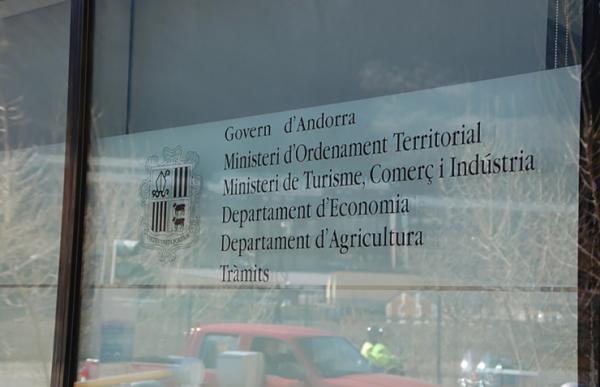 Govern d'Andorra
Ministeri d'Ordenament Territorial
Ministeri de Turisme, Comerç i Indústria
Departament d'Economia
Departament d'Agricultura
Tràmits